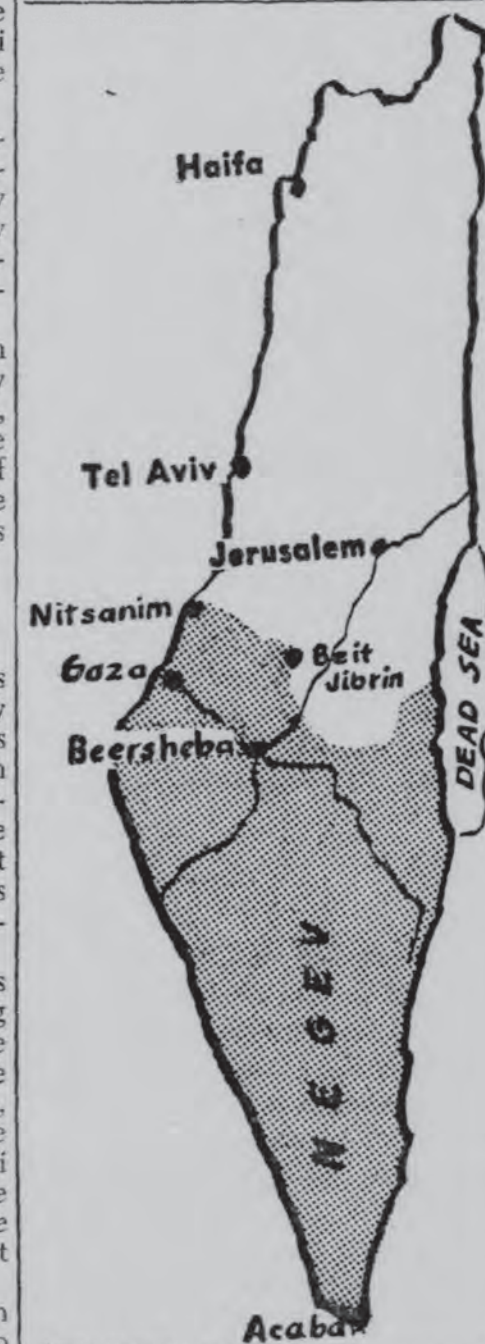 Haifa
Tel Aviv
Jerusalem
Nitsanim
Gaza
Beit
Jibrin
Beersheba
DEAD SEA
NEGEV
Acaba